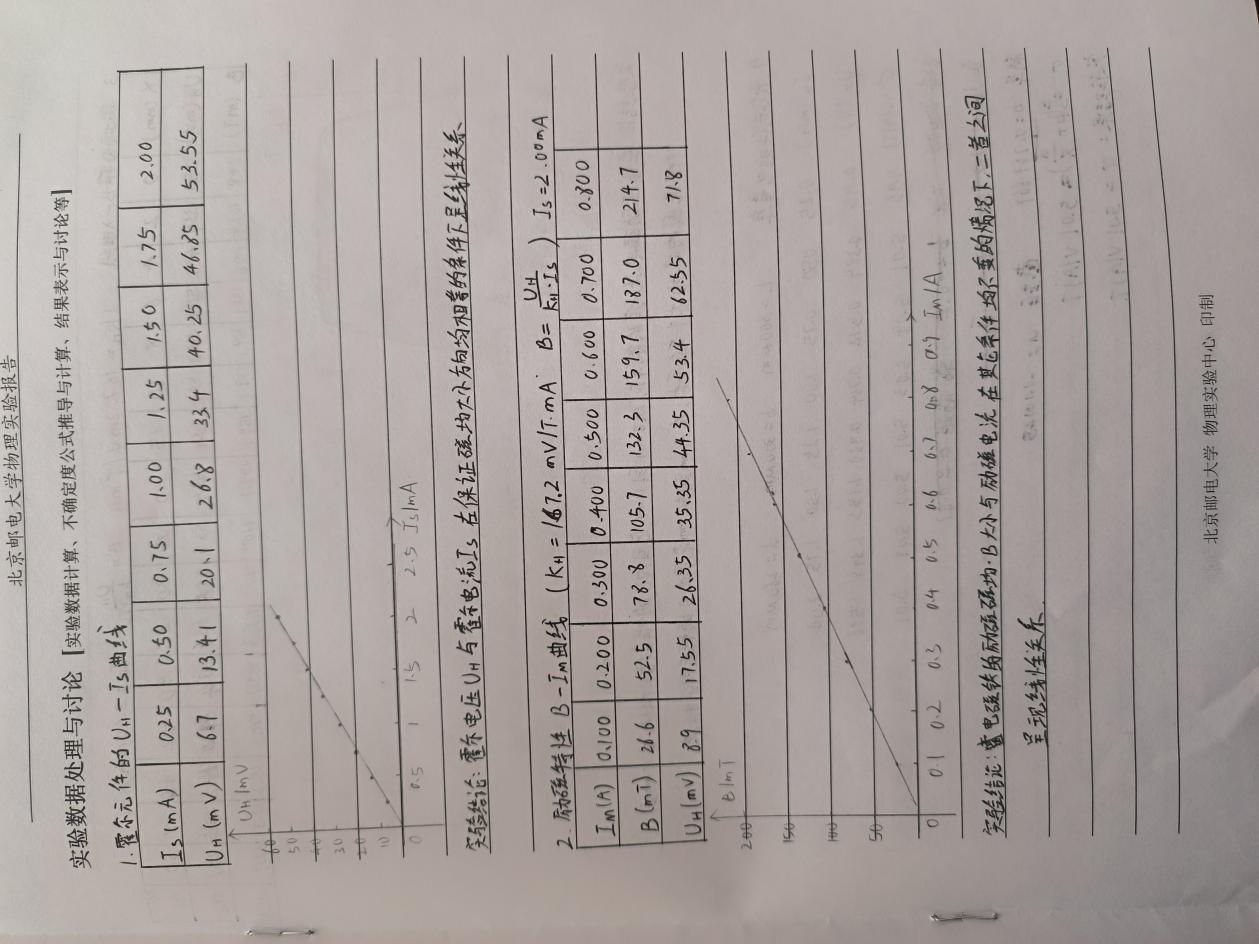 北京邮电大学物理实验报告
实验数据处理与讨论 [实验数据计算、不确定度公式推导与计算、结果表示与讨论等]
1. 霍尔元件的 UH-Is曲线
Is(mA) 0.25 0.50 0.75 1.00 1.25 1.50 1.75 2.00
UH(mV) 6.7 13.41 20.1 26.8 33.4 40.25 46.85 53.55
UH/mV
60
50
40
30
20
10
0 0.5 1 1.5 2 2.5 Is/mA
实验结论: 霍尔电压UH与霍尔电流Is在保证磁场大小方向均相等的条件下呈线性关系.
2. 励磁特性 B-Im曲线 (KH=167.2 mV/T·mA B=UH/KH·Is) Is=2.00mA
Im(A) 0.100 0.200 0.300 0.400 0.500 0.600 0.700 0.800
B(mT) 26.6 52.5 78.8 105.7 132.3 159.7 187.0 214.7
UH(mV) 8.9 17.55 26.35 35.35 44.35 53.4 62.55 71.8
B/mT
200
150
100
50
0 0.1 0.2 0.3 0.4 0.5 0.6 0.7 0.8 0.9 Im/A
实验结论: 电磁铁的励磁磁场B大小与励磁电流在其它条件均不变的情况下,二者之间
呈现线性关系.
北京邮电大学 物理实验中心 印制